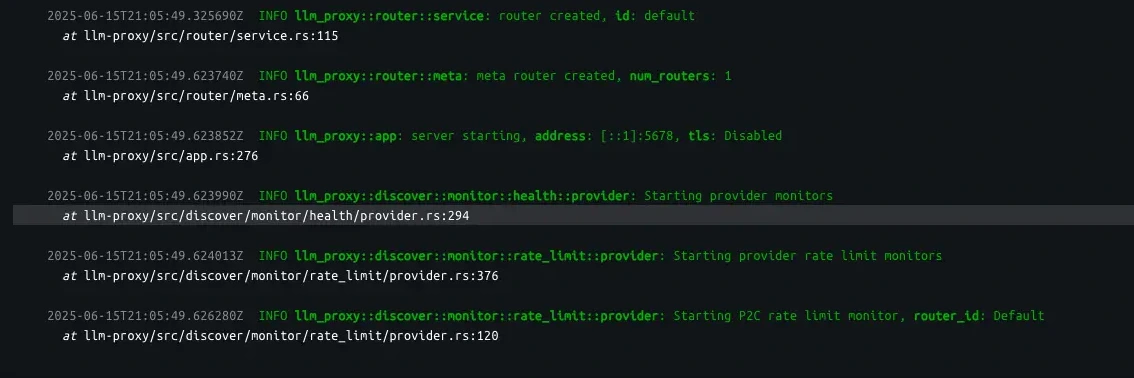 2025-06-15T21:05:49.325690Z  INFO llm_proxy::router::service: router created, id: default
at llm-proxy/src/router/service.rs:115
2025-06-15T21:05:49.623740Z  INFO llm_proxy::router::meta: meta router created, num_routers: 1
at llm-proxy/src/router/meta.rs:66
2025-06-15T21:05:49.623852Z  INFO llm_proxy::app: server starting, address: [::1]:5678, tls: Disabled
at llm-proxy/src/app.rs:276
2025-06-15T21:05:49.623990Z  INFO llm_proxy::discover::monitor::health::provider: Starting provider monitors
at llm-proxy/src/discover/monitor/health/provider.rs:294
2025-06-15T21:05:49.624013Z  INFO llm_proxy::discover::monitor::rate_limit::provider: Starting provider rate limit monitors
at llm-proxy/src/discover/monitor/rate_limit/provider.rs:376
2025-06-15T21:05:49.626280Z  INFO llm_proxy::discover::monitor::rate_limit::provider: Starting P2C rate limit monitor, router_id: Default
at llm-proxy/src/discover/monitor/rate_limit/provider.rs:120